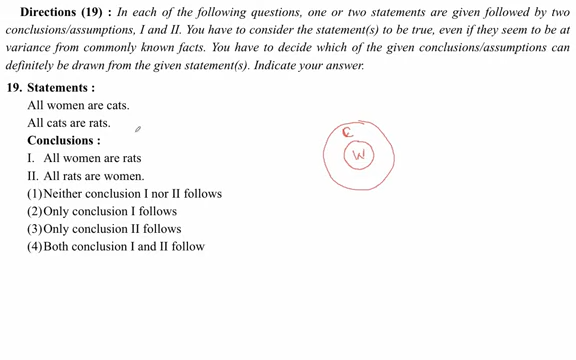 Directions (19) : In each of the following questions, one or two statements are given followed by two
conclusions/assumptions, I and II. You have to consider the statement(s) to be true, even if they seem to be at
variance from commonly known facts. You have to decide which of the given conclusions/assumptions can
definitely be drawn from the given statement(s). Indicate your answer.
19. Statements :
All women are cats.
All cats are rats.
Conclusions :
I. All women are rats
II. All rats are women.
(1)Neither conclusion I nor II follows
(2)Only conclusion I follows
(3)Only conclusion II follows
(4)Both conclusion I and II follow
C
W